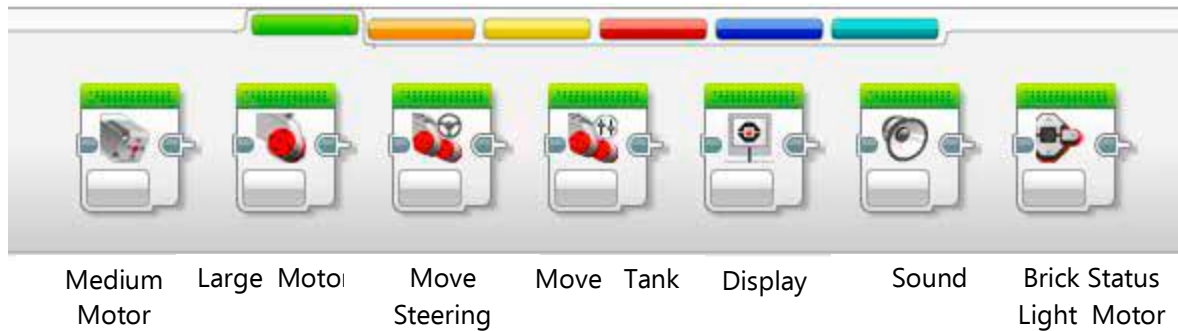 Medium Motor
Large Motor
Move Steering
Move Tank
Display
Sound
Brick Status Light Motor